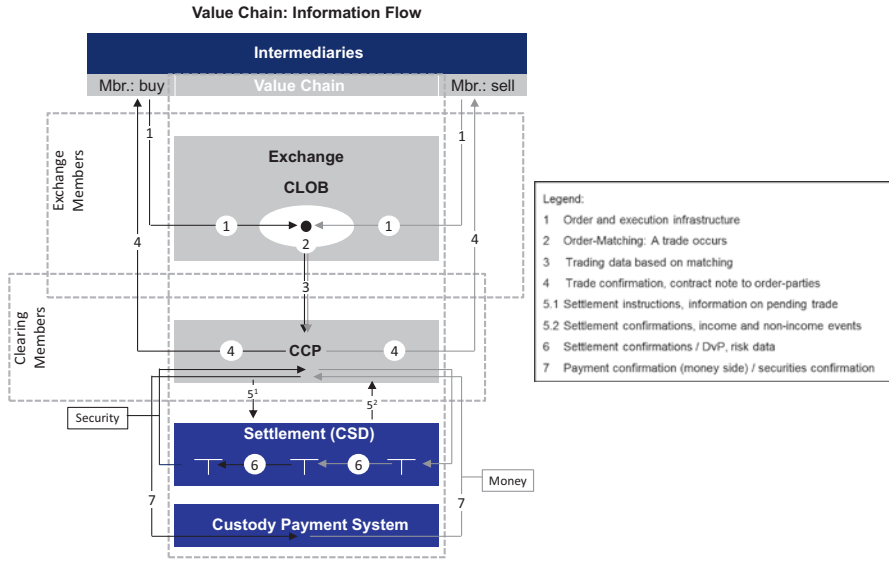 Value Chain: Information Flow
Intermediaries
Mbr.: buy
Value Chain
Mbr.: sell
1
1
Exchange Members
Exchange
CLOB
1
1
2
4
4
3
Clearing Members
4
CCP
4
5¹
5²
Security
Settlement (CSD)
6
6
Money
7
7
Custody Payment System
Legend:
1 Order and execution infrastructure
2 Order-Matching: A trade occurs
3 Trading data based on matching
4 Trade confirmation, contract note to order-parties
5.1 Settlement instructions, information on pending trade
5.2 Settlement confirmations, income and non-income events
6 Settlement confirmations / DvP, risk data
7 Payment confirmation (money side) / securities confirmation